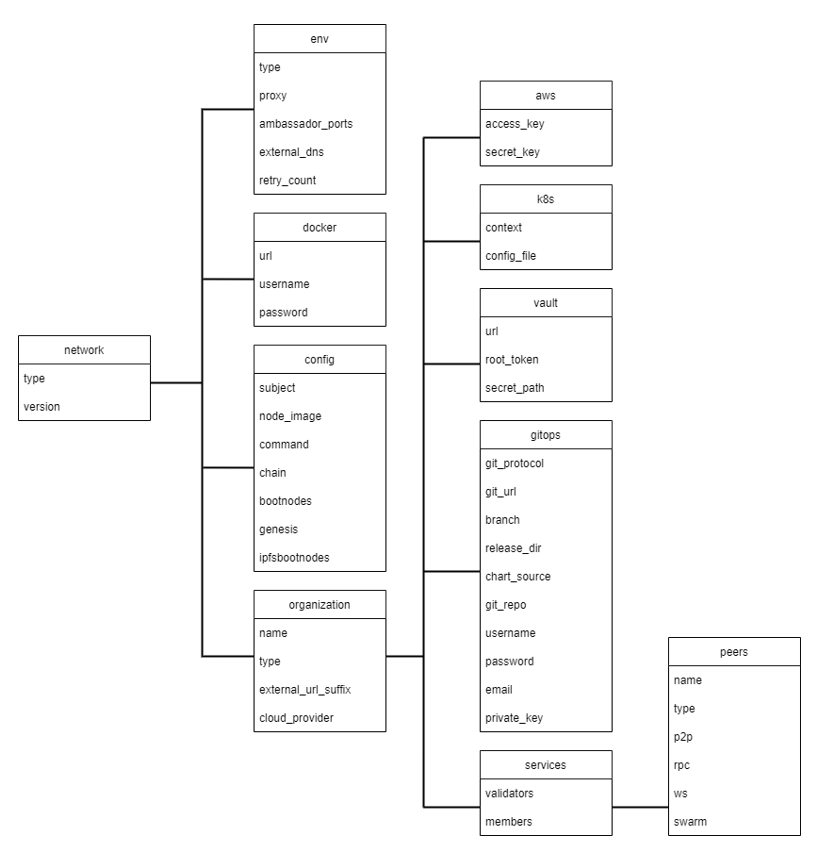 network
type
version
env
type
proxy
ambassador_ports
external_dns
retry_count
docker
url
username
password
config
subject
node_image
command
chain
bootnodes
genesis
ipfsbootnodes
organization
name
type
external_url_suffix
cloud_provider
aws
access_key
secret_key
k8s
context
config_file
vault
url
root_token
secret_path
gitops
git_protocol
git_url
branch
release_dir
chart_source
git_repo
username
password
email
private_key
services
validators
members
peers
name
type
p2p
rpc
ws
swarm